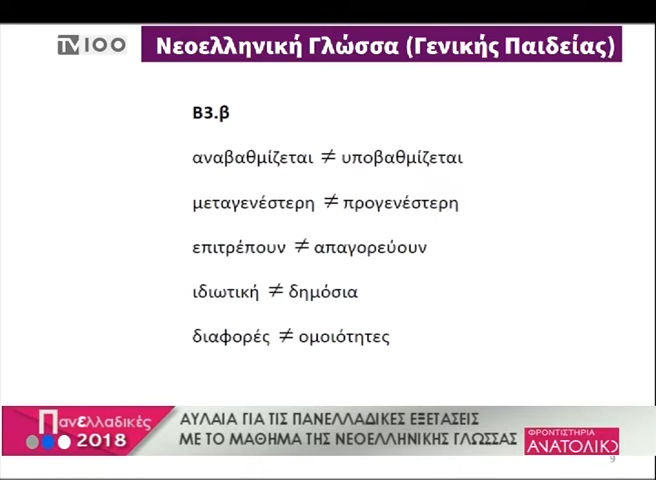 TV100 Νεοελληνική Γλώσσα (Γενικής Παιδείας)
Β3.β
αναβαθμίζεται ≠ υποβαθμίζεται
μεταγενέστερη ≠ προγενέστερη
επιτρέπουν ≠ απαγορεύουν
ιδιωτική ≠ δημόσια
διαφορές ≠ ομοιότητες
Πανελλαδικές
2018
ΑΥΛΑΙΑ ΓΙΑ ΤΙΣ ΠΑΝΕΛΛΑΔΙΚΕΣ ΕΞΕΤΑΣΕΙΣ
ΜΕ ΤΟ ΜΑΘΗΜΑ ΤΗΣ ΝΕΟΕΛΛΗΝΙΚΗΣ ΓΛΩΣΣΑΣ
ΦΡΟΝΤΙΣΤΗΡΙΑ
ΑΝΑΤΟΛΙΚΟ
9